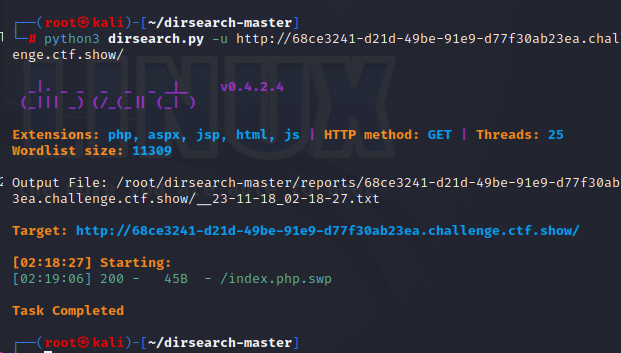 ┌──(root㉿kali)-[~/dirsearch-master]
└─# python3 dirsearch.py -u http://68ce3241-d21d-49be-91e9-d77f30ab23ea.chall
enge.ctf.show/
  _|. _ _  _  _  _ _|_    v0.4.2.4
 (_||| _) (/_(_|| (_| )
Extensions: php, aspx, jsp, html, js | HTTP method: GET | Threads: 25
Wordlist size: 11309
Output File: /root/dirsearch-master/reports/68ce3241-d21d-49be-91e9-d77f30ab2
3ea.challenge.ctf.show/__23-11-18_02-18-27.txt
Target: http://68ce3241-d21d-49be-91e9-d77f30ab23ea.challenge.ctf.show/
[02:18:27] Starting:
[02:19:06] 200 -   45B  - /index.php.swp
Task Completed
┌──(root㉿kali)-[~/dirsearch-master]